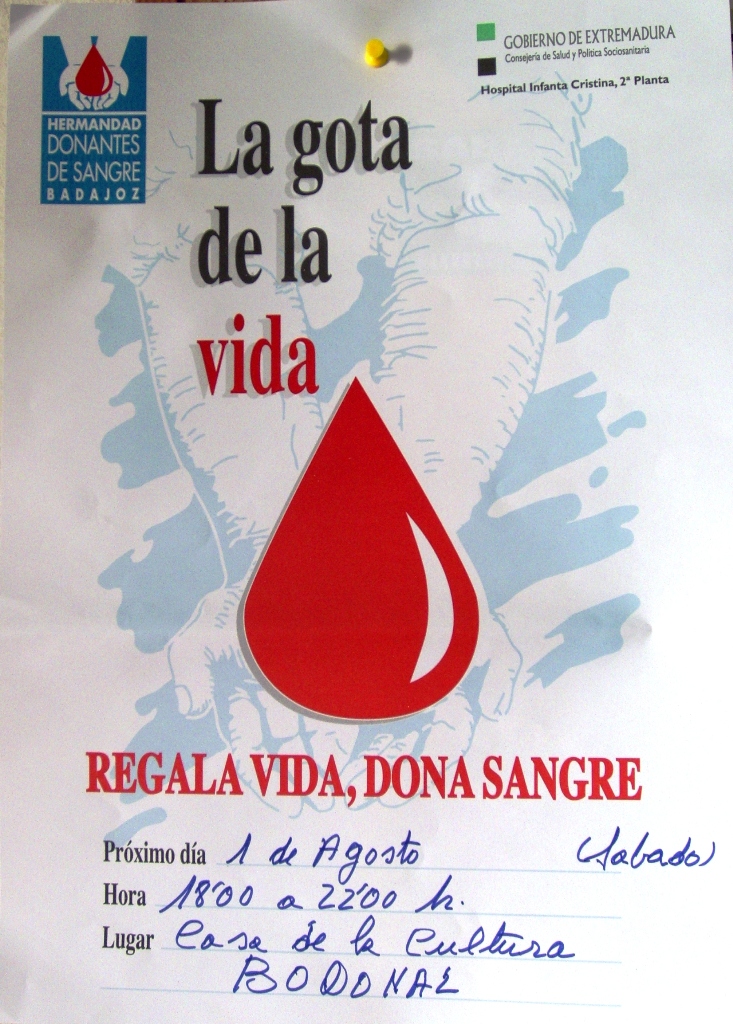 HERMANDAD
DONANTES
DE SANGRE
BADAJOZ
GOBIERNO DE EXTREMADURA
Consejería de Salud y Política Sociosanitaria
Hospital Infanta Cristina, 2ª Planta
La gota
de la
vida
REGALA VIDA, DONA SANGRE
Próximo día 1 de Agosto (Sabado)
Hora 18'00 a 22'00 h.
Lugar Casa de la Cultura
BODONAL